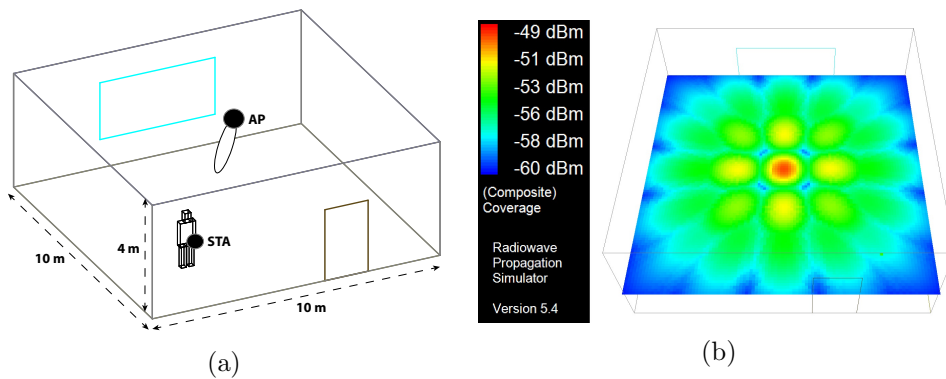 AP
STA
4 m
10 m
10 m
(a)
-49 dBm
-51 dBm
-53 dBm
-56 dBm
-58 dBm
-60 dBm
(Composite)
Coverage
Radiowave
Propagation
Simulator
Version 5.4
(b)